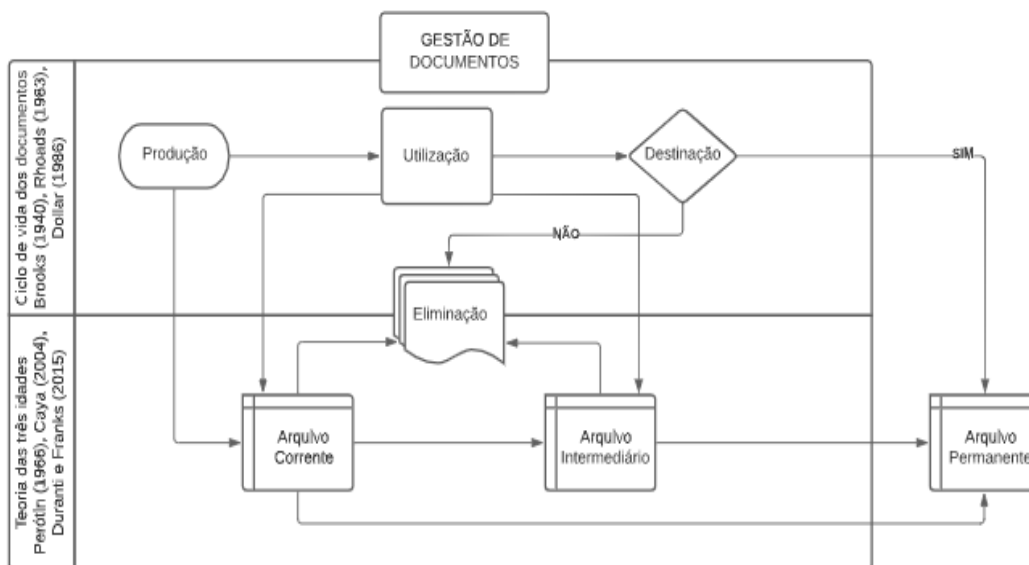 GESTÃO DE
DOCUMENTOS
Ciclo de vida dos documentos
Brooks (1940), Rhoads (1963),
Dollar (1986)
Produção
Utilização
Destinação
SIM
NÃO
Eliminação
Teoria das três idades
Perótin (1966), Caya (2004),
Duranti e Franks (2015)
Arquivo
Corrente
Arquivo
Intermediário
Arquivo
Permanente